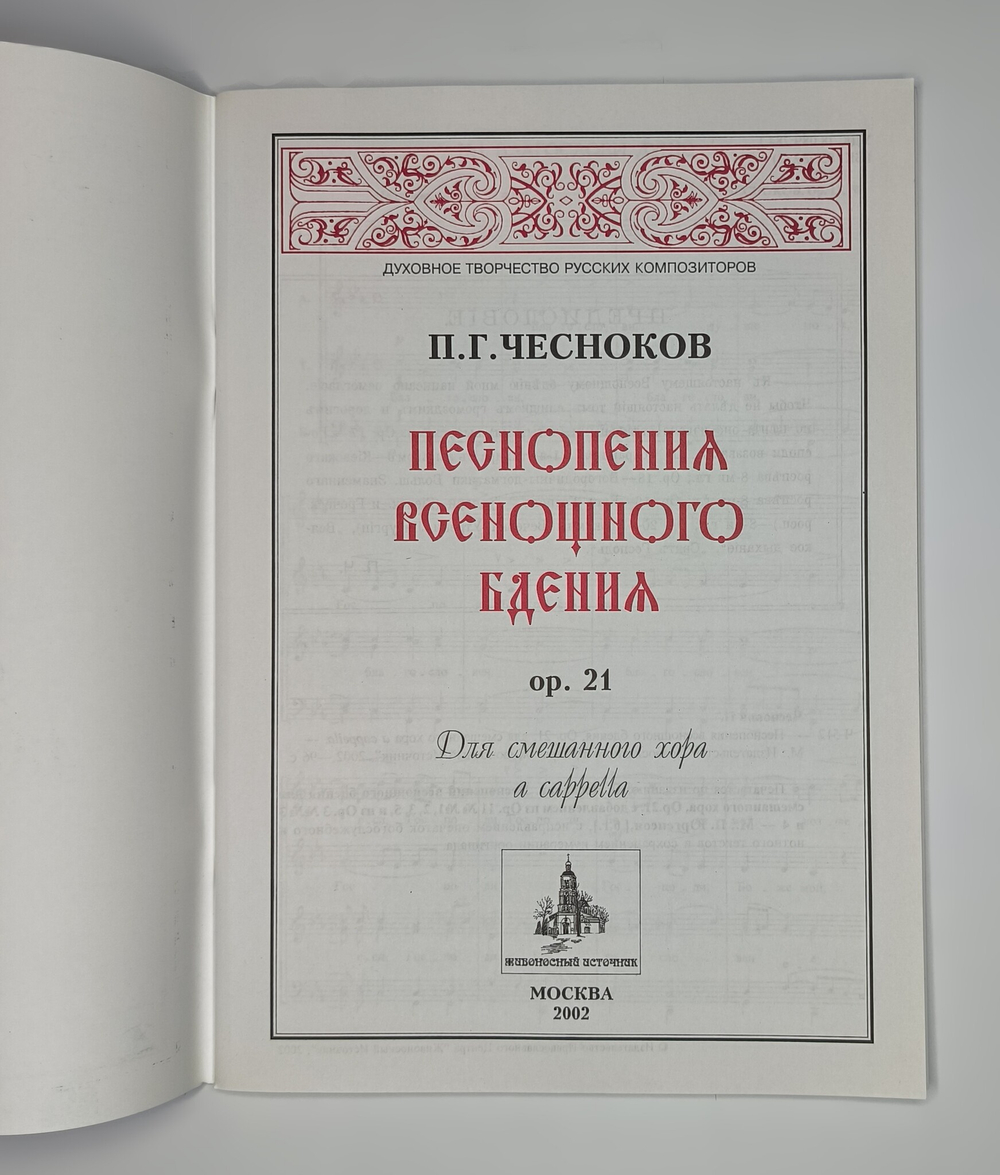 ДУХОВНОЕ ТВОРЧЕСТВО РУССКИХ КОМПОЗИТОРОВ
П.Г.ЧЕСНОКОВ
ПЕСНОПЕНИЯ
ВСЕНОЩНОГО
БДЕНИЯ
ор. 21
Для смешанного хора
a cappella
ЖИВОНОСНЫЙ ИСТОЧНИК
МОСКВА
2002